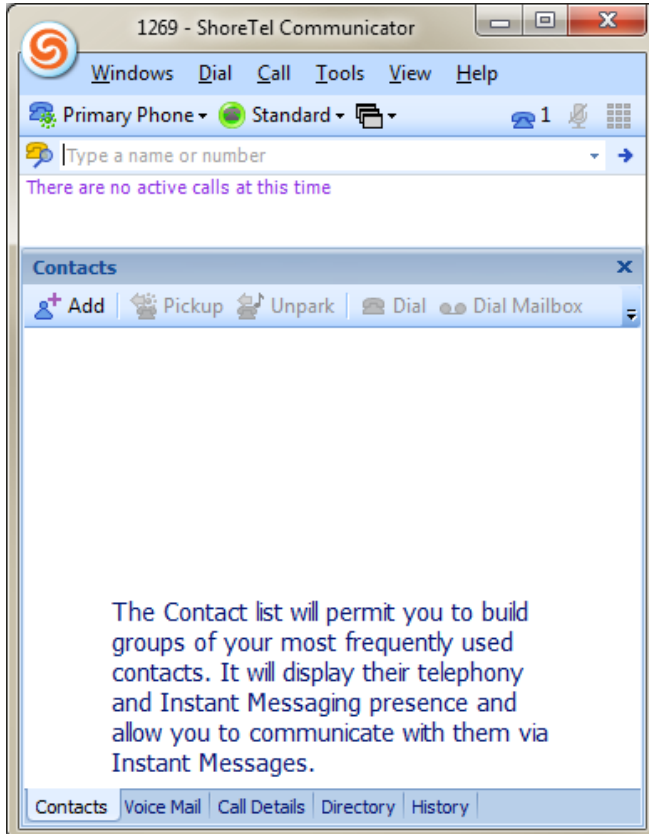 1269 - ShoreTel Communicator
Windows Dial Call Tools View Help
Primary Phone Standard 1
Type a name or number
There are no active calls at this time
Contacts
Add Pickup Unpark Dial Dial Mailbox
The Contact list will permit you to build
groups of your most frequently used
contacts. It will display their telephony
and Instant Messaging presence and
allow you to communicate with them via
Instant Messages.
Contacts Voice Mail Call Details Directory History